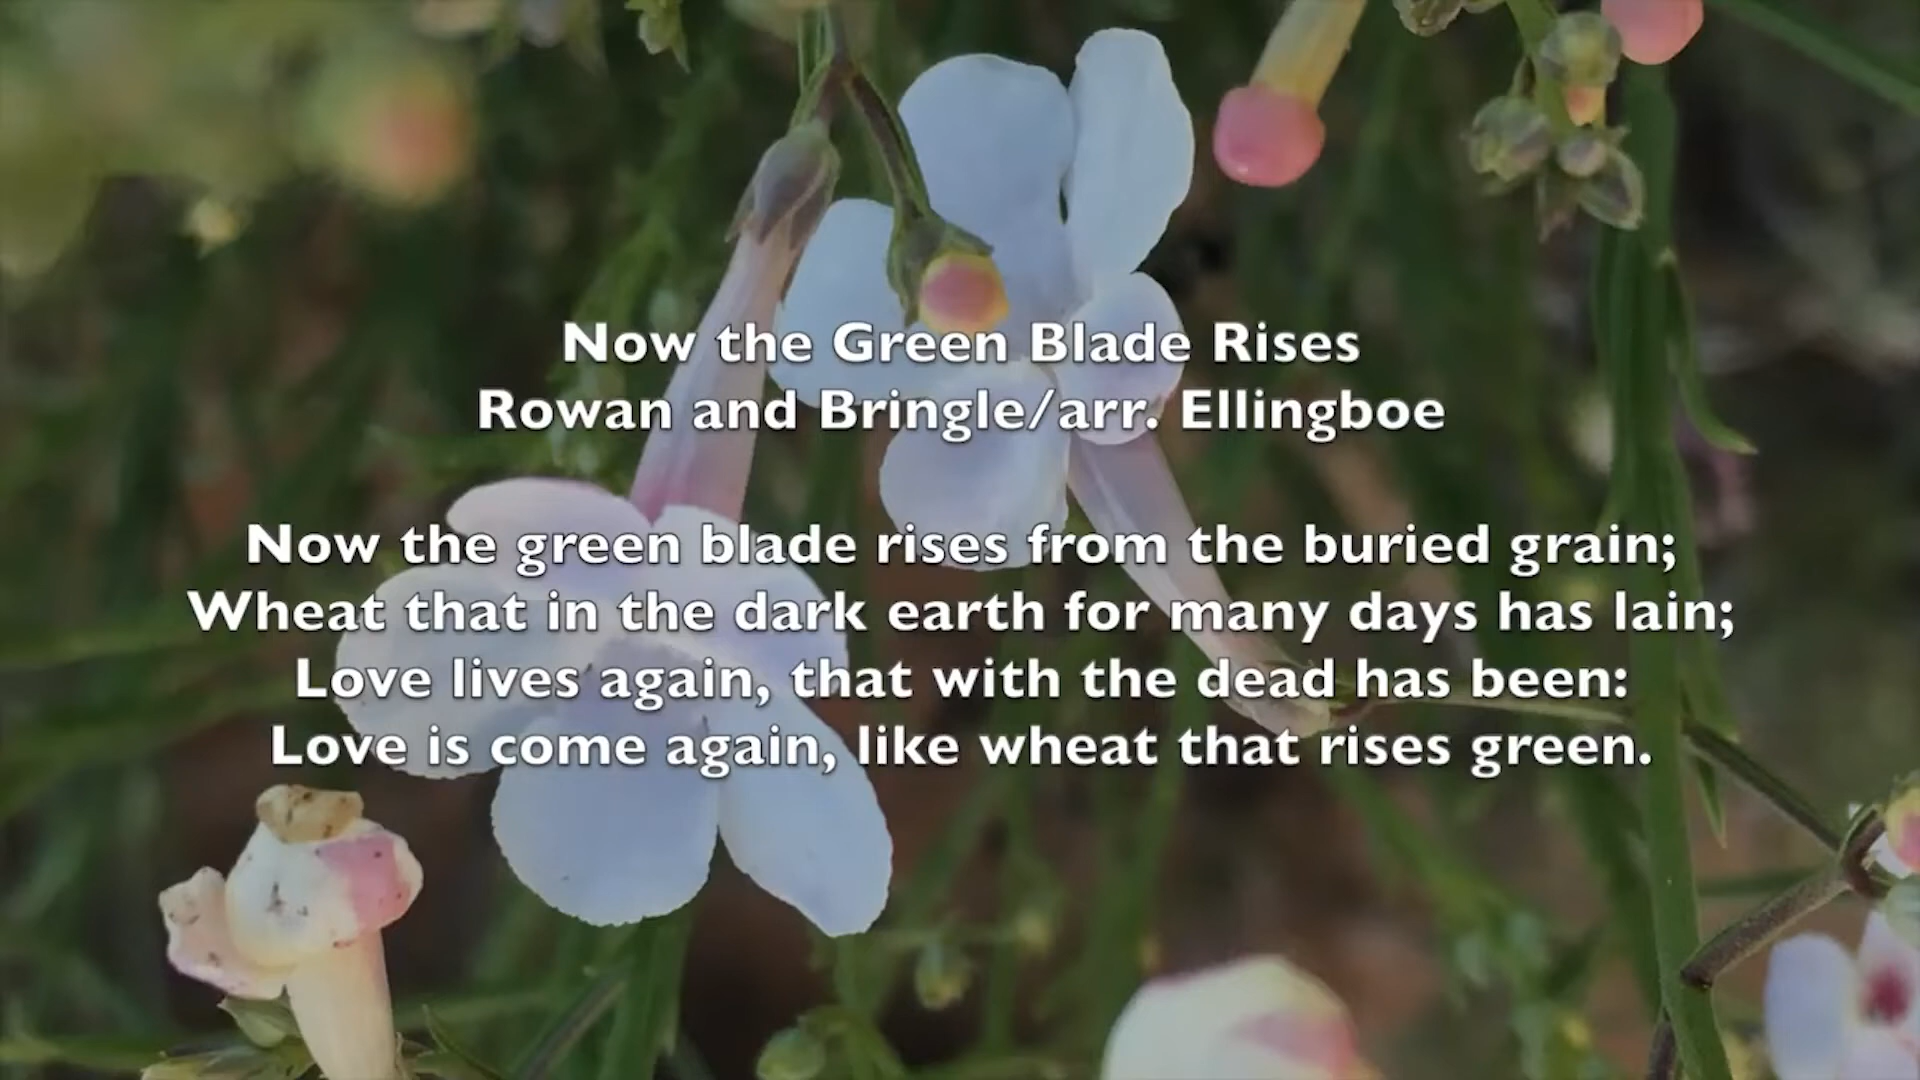 Now the Green Blade Rises
Rowan and Bringle/arr. Ellingboe
Now the green blade rises from the buried grain;
Wheat that in the dark earth for many days has lain;
Love lives again, that with the dead has been:
Love is come again, like wheat that rises green.